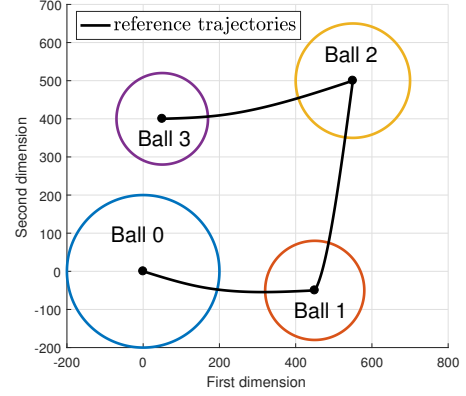 700
reference trajectories
600
Ball 2
500
400
Ball 3
300
200
Ball 0
100
0
-100
Ball 1
-200
-200
0
200
400
600
800
First dimension
Second dimension